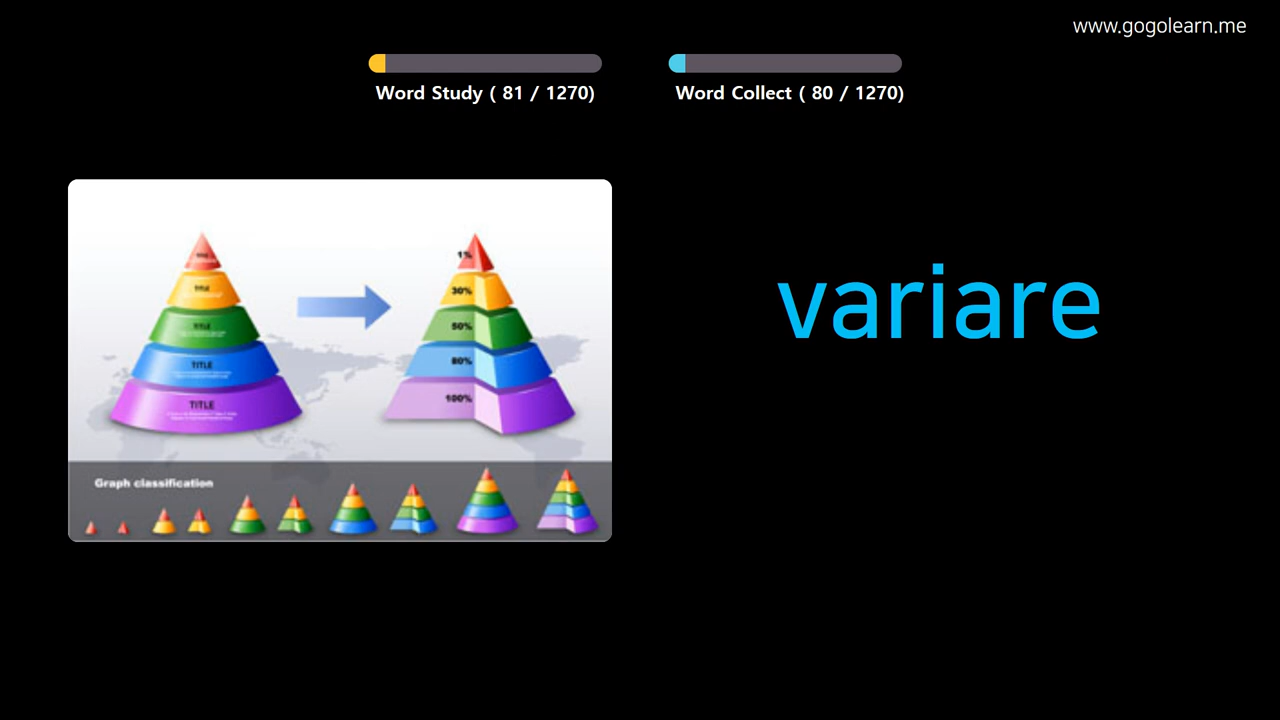 www.gogolearn.me
Word Study ( 81 / 1270)
Word Collect ( 80 / 1270)
variare
TITLE
TITLE
TITLE
TITLE
1%
30%
50%
80%
100%
Graph classification